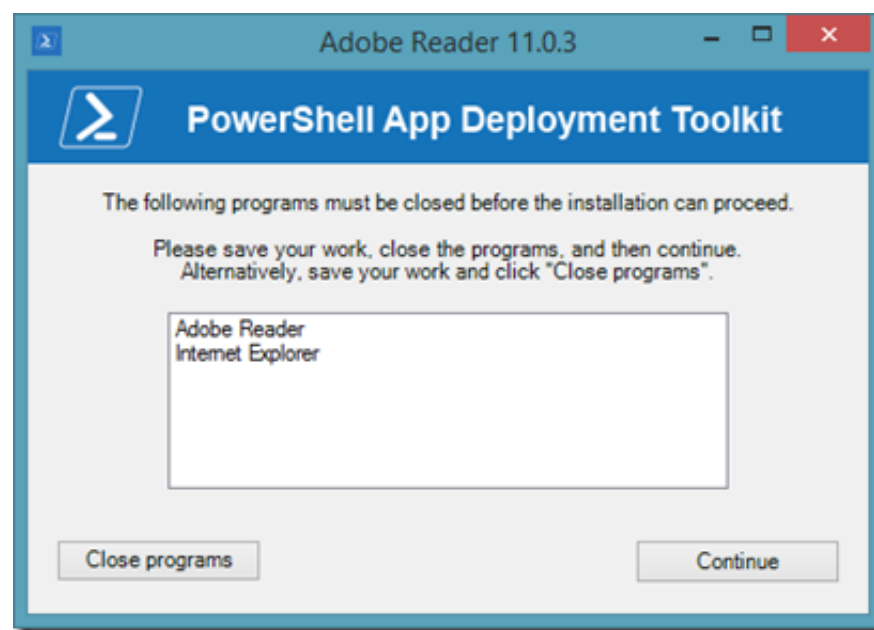 Adobe Reader 11.0.3
PowerShell App Deployment Toolkit
The following programs must be closed before the installation can proceed.
Please save your work, close the programs, and then continue.
Alternatively, save your work and click "Close programs".
Adobe Reader
Internet Explorer
Close programs
Continue